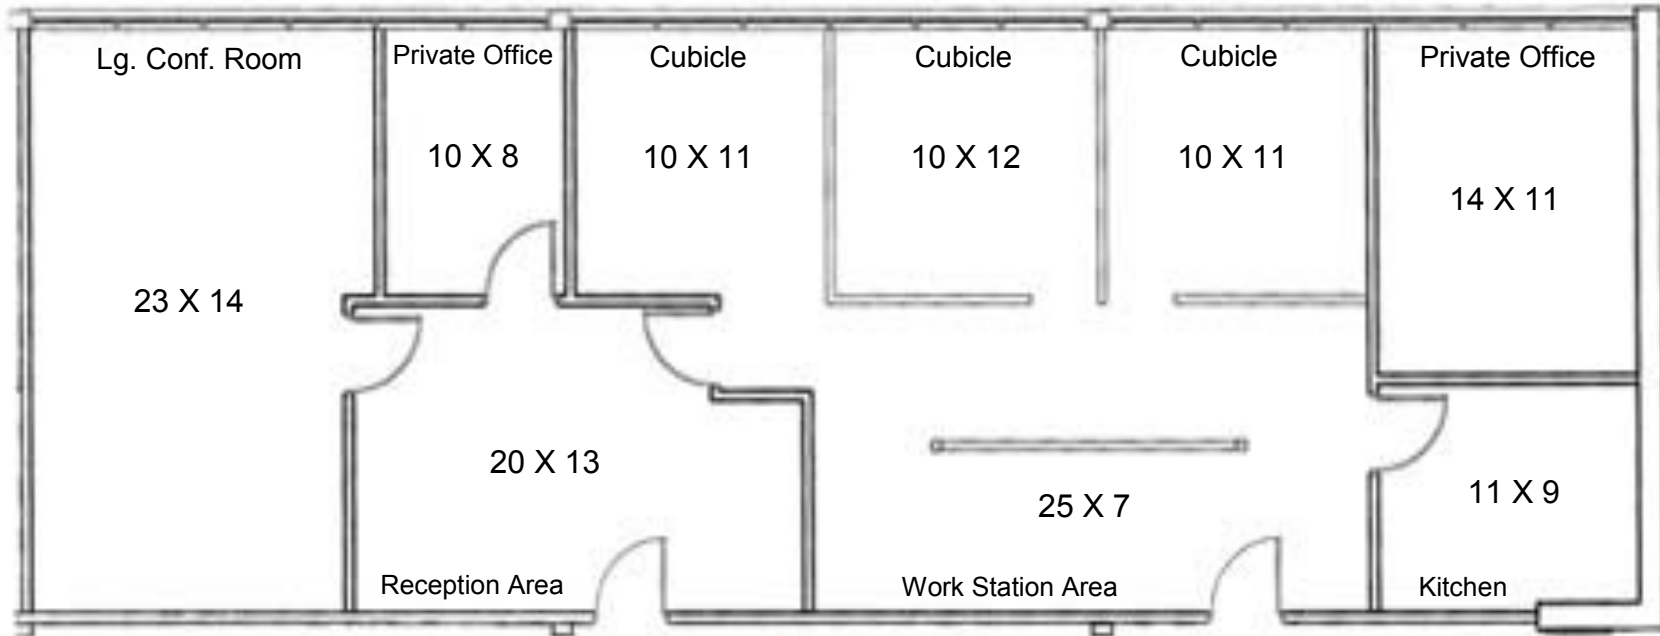 Lg. Conf. Room
Private Office
Cubicle
Cubicle
Cubicle
Private Office
10 X 8
10 X 11
10 X 12
10 X 11
14 X 11
23 X 14
20 X 13
25 X 7
11 X 9
Reception Area
Work Station Area
Kitchen